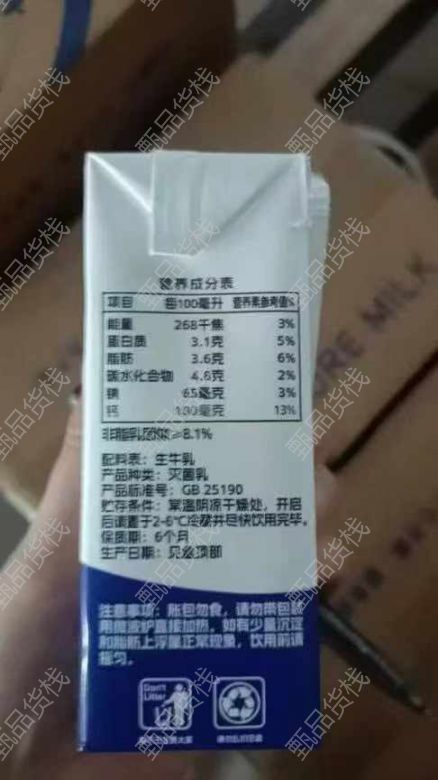 营养成分表
项目 每100毫升 营养素参考值%
能量 268千焦 3%
蛋白质 3.1克 5%
脂肪 3.6克 6%
碳水化合物 4.8克 2%
钠 65毫克 3%
钙 100毫克 13%
非脂乳固体≥8.1%
配料表：生牛乳
产品种类：灭菌乳
产品标准号：GB 25190
贮存条件：常温阴凉干燥处，开启
后请置于2-6℃冷藏并尽快饮用完毕。
保质期：6个月
生产日期：见包顶部
注意事项：胀包勿食，请勿带包装
用微波炉直接加热，如有少量沉淀
和脂肪上浮属正常现象，饮用前请
摇匀。
Don't
Litter
PURE MILK
甄品货栈